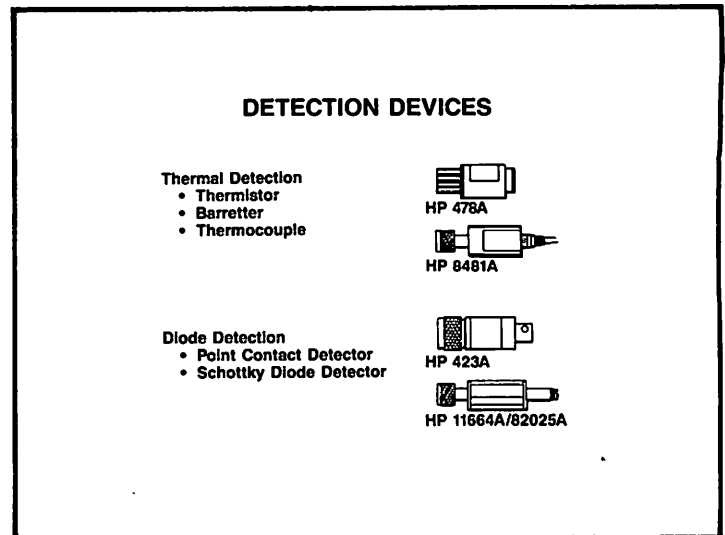 DETECTION DEVICES
Thermal Detection
• Thermistor
• Barretter
• Thermocouple
HP 478A
HP 8481A
Diode Detection
• Point Contact Detector
• Schottky Diode Detector
HP 423A
HP 11664A/82025A